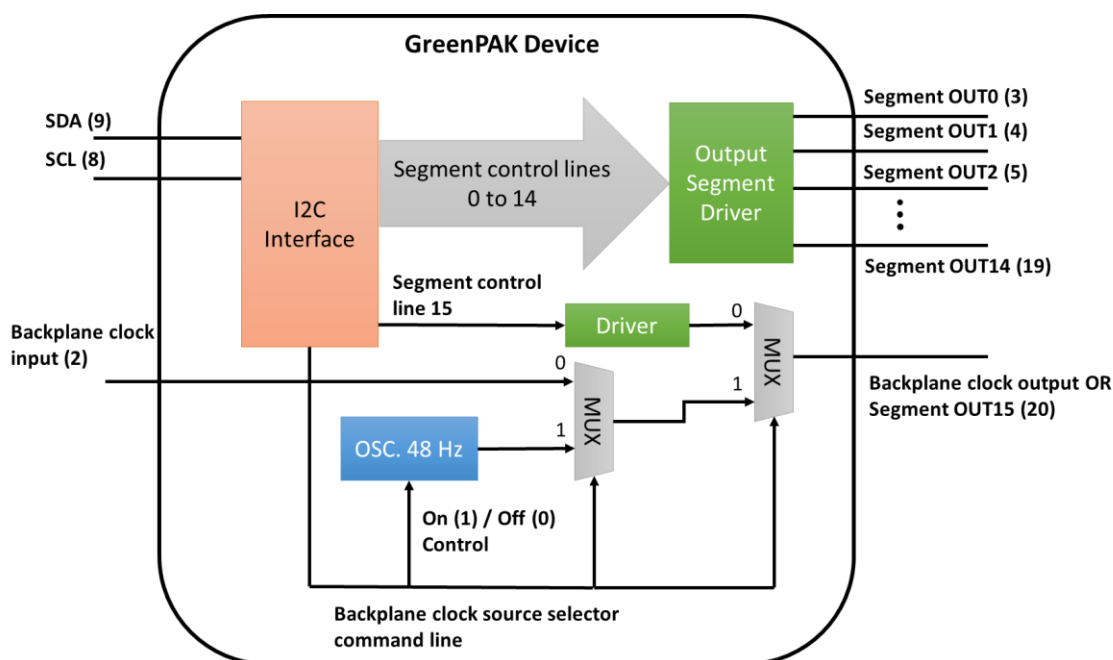 GreenPAK Device
SDA (9)
SCL (8)
I2C
Interface
Segment control lines
0 to 14
Output
Segment
Driver
Segment OUT0 (3)
Segment OUT1 (4)
Segment OUT2 (5)
Segment OUT14 (19)
Segment control
line 15
Driver
0
MUX
1
Backplane clock
input (2)
0
MUX
1
OSC. 48 Hz
Backplane clock output OR
Segment OUT15 (20)
On (1) / Off (0)
Control
Backplane clock source selector
command line